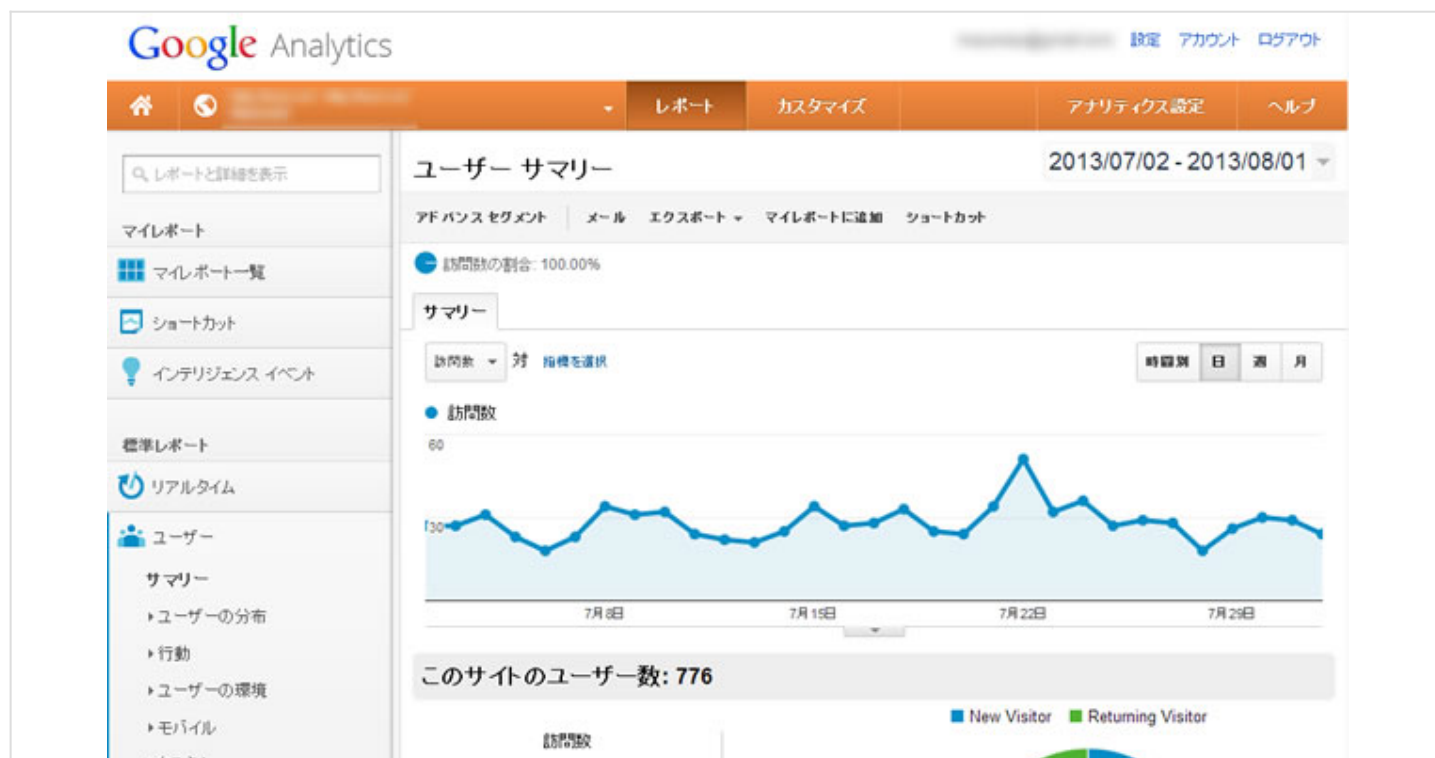 Google Analytics
設定 アカウント ログアウト
レポート カスタマイズ アナリティクス設定 ヘルプ
レポートと詳細を表示
マイレポート
マイレポート一覧
ショートカット
インテリジェンス イベント
標準レポート
リアルタイム
ユーザー
サマリー
ユーザーの分布
行動
ユーザーの環境
モバイル
ユーザー サマリー
2013/07/02 - 2013/08/01
アドバンス セグメント メール エクスポート マイレポートに追加 ショートカット
訪問数の割合: 100.00%
サマリー
訪問数 対 指標を選択
時間別 日 週 月
訪問数
60
30
7月8日 7月15日 7月22日 7月29日
このサイトのユーザー数: 776
New Visitor Returning Visitor
訪問数